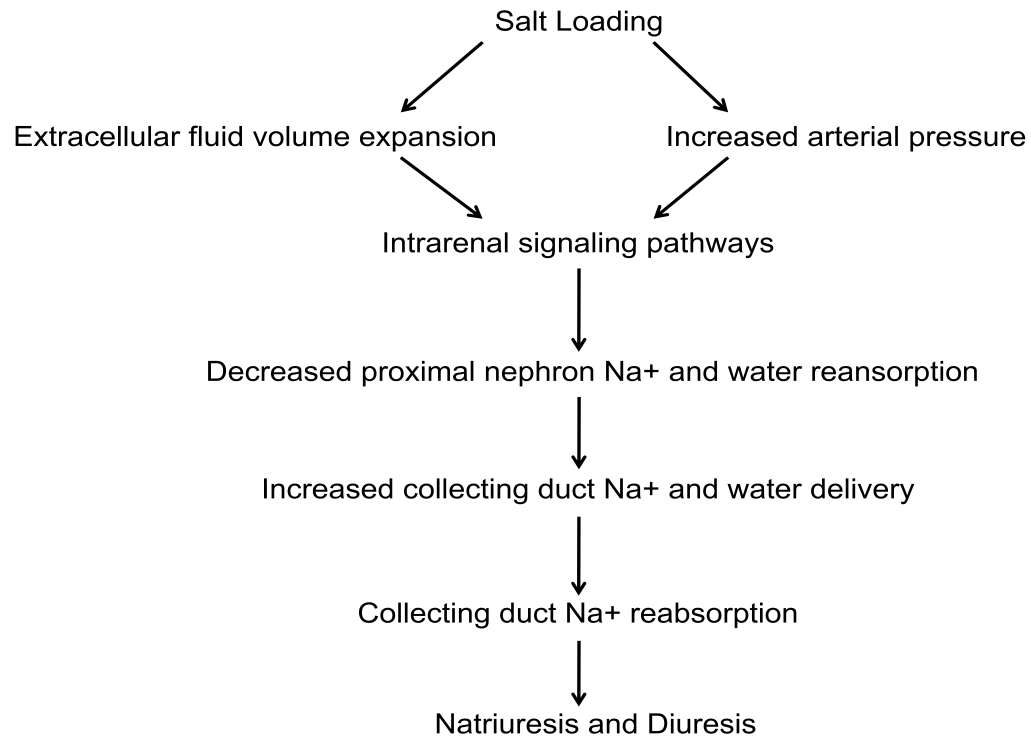 Salt Loading
Extracellular fluid volume expansion
Increased arterial pressure
Intrarenal signaling pathways
Decreased proximal nephron Na+ and water reansorption
Increased collecting duct Na+ and water delivery
Collecting duct Na+ reabsorption
Natriuresis and Diuresis